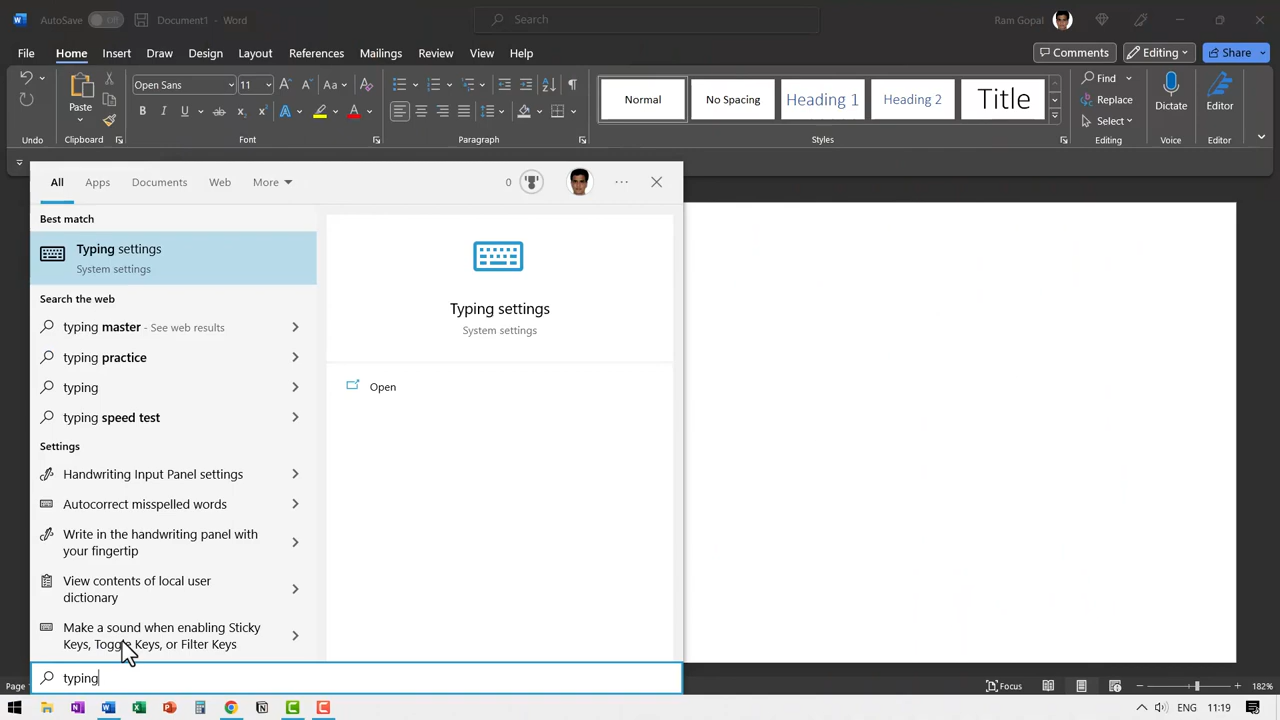 AutoSave Off Document1 - Word Search Ram Gopal
File Home Insert Draw Design Layout References Mailings Review View Help Comments Editing Share
Open Sans 11 Aa
Normal No Spacing Heading 1 Heading 2 Title
Paste
Find
Replace
Select
Dictate
Editor
B I U ab x₂ x² A A
Undo Clipboard Font Paragraph Styles Editing Voice Editor
All Apps Documents Web More 0
Best match
Typing settings
System settings
Search the web
typing master - See web results
typing practice
typing
typing speed test
Settings
Handwriting Input Panel settings
Autocorrect misspelled words
Write in the handwriting panel with
your fingertip
View contents of local user
dictionary
Make a sound when enabling Sticky
Keys, Toggle Keys, or Filter Keys
Typing settings
System settings
Open
typing
Page Focus 182%
ENG 11:19